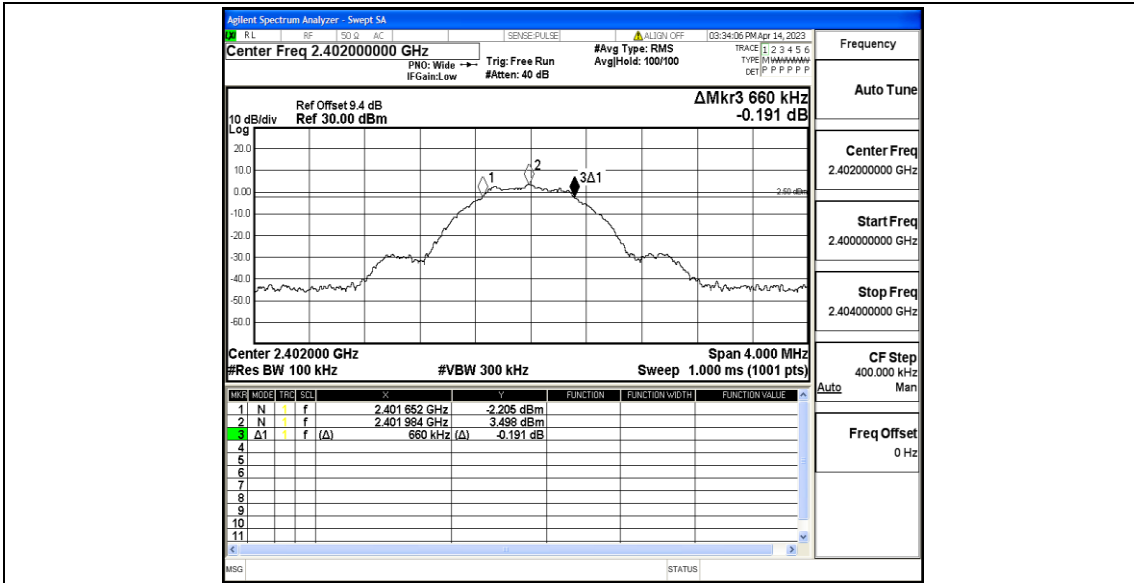 Agilent Spectrum Analyzer - Swept SA
RL RF 50 Ω AC SENSE:PULSE ALIGN OFF 03:34:06 PM Apr 14, 2023
Center Freq 2.402000000 GHz
PNO: Wide
IFGain:Low
Trig: Free Run
#Atten: 40 dB
#Avg Type: RMS
Avg|Hold: 100/100
TRACE 1 2 3 4 5 6
TYPE M WWWWW
DET P P P P P P
ΔMkr3 660 kHz
-0.191 dB
Ref Offset 9.4 dB
10 dB/div Ref 30.00 dBm
Log
20.0
10.0
0.00
-10.0
-20.0
-30.0
-40.0
-50.0
-60.0
1
2
3Δ1
Center 2.402000 GHz Span 4.000 MHz
#Res BW 100 kHz #VBW 300 kHz Sweep 1.000 ms (1001 pts)
MKR MODE TRC SCL X Y FUNCTION FUNCTION WIDTH FUNCTION VALUE
1 N 1 f 2.401 652 GHz -2.205 dBm
2 N 1 f 2.401 984 GHz 3.498 dBm
3 Δ1 1 f (Δ) 660 kHz (Δ) -0.191 dB
4
5
6
7
8
9
10
11
MSG STATUS
Frequency
Auto Tune
Center Freq
2.402000000 GHz
Start Freq
2.400000000 GHz
Stop Freq
2.404000000 GHz
CF Step
400.000 kHz
Auto Man
Freq Offset
0 Hz